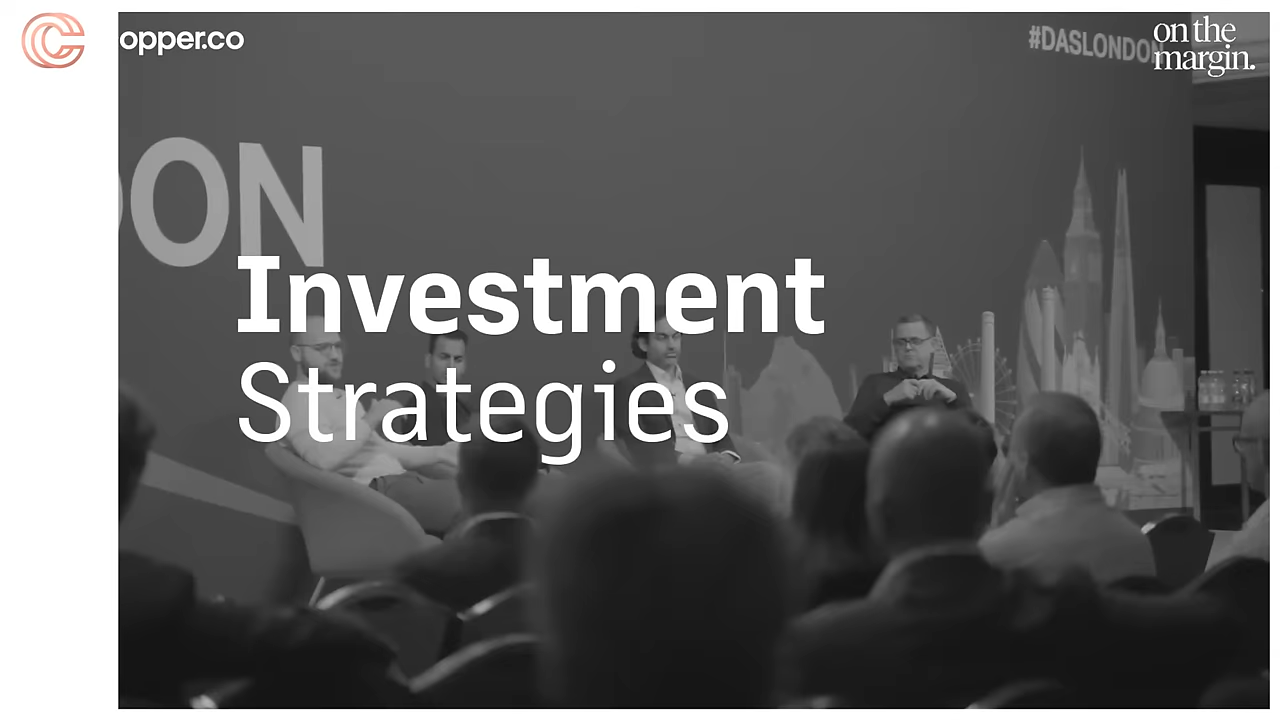 opper.co
#DASLONDON
on the
margin.
ON
Investment
Strategies